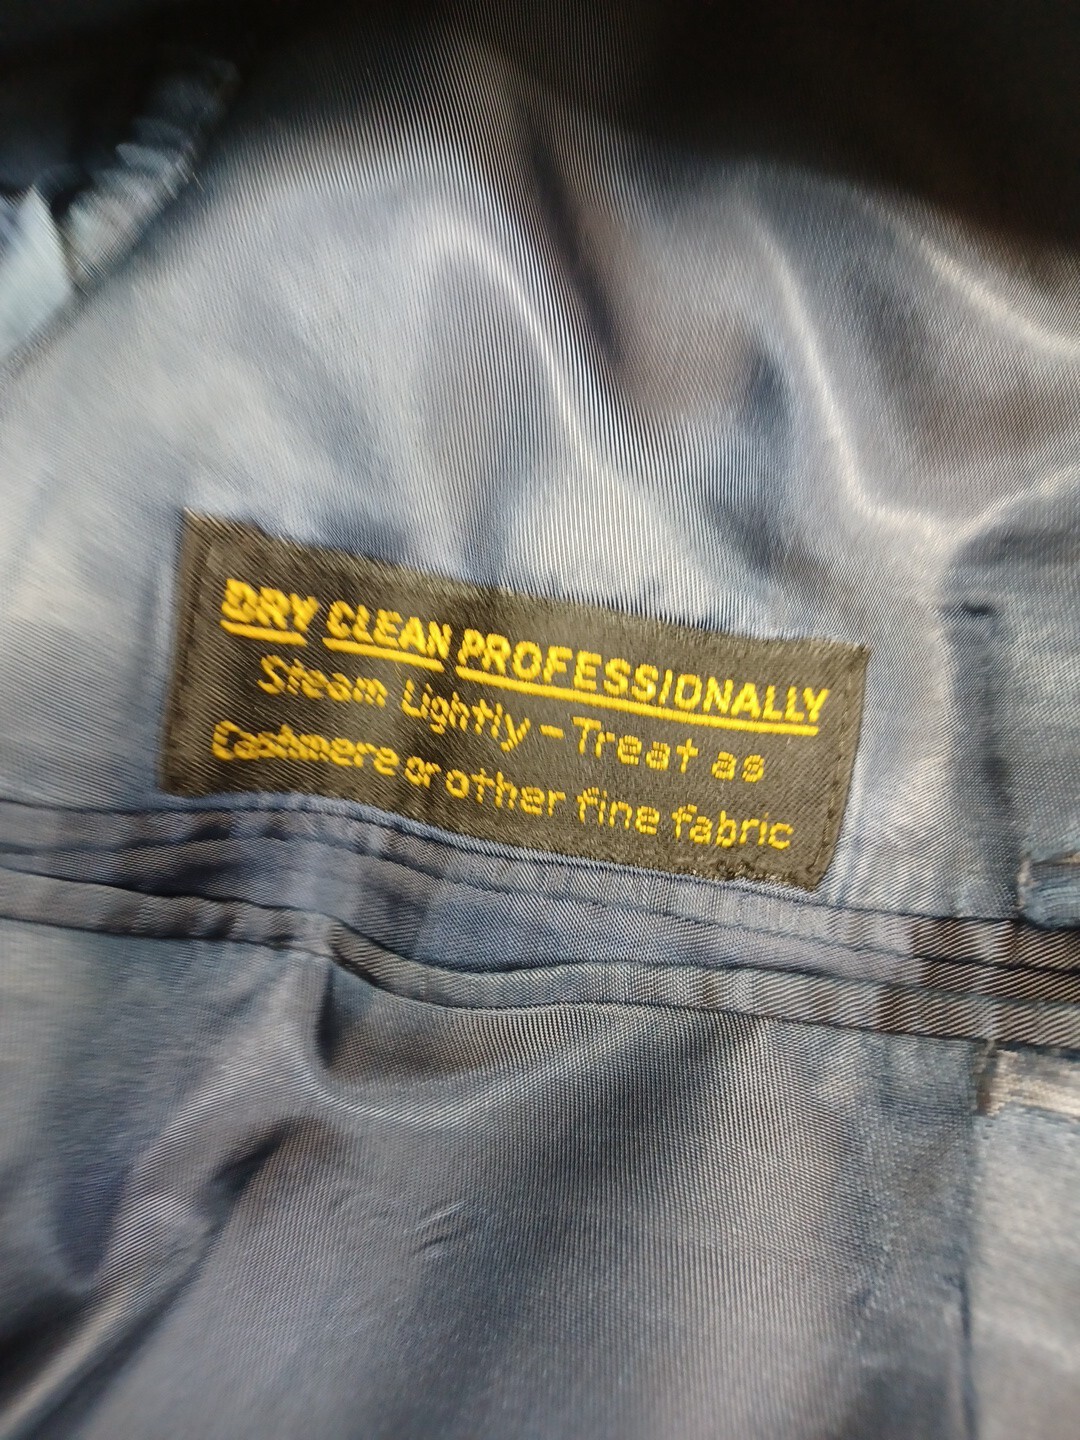 DRY CLEAN PROFESSIONALLY
Steam Lightly - Treat as
Cashmere or other fine fabric